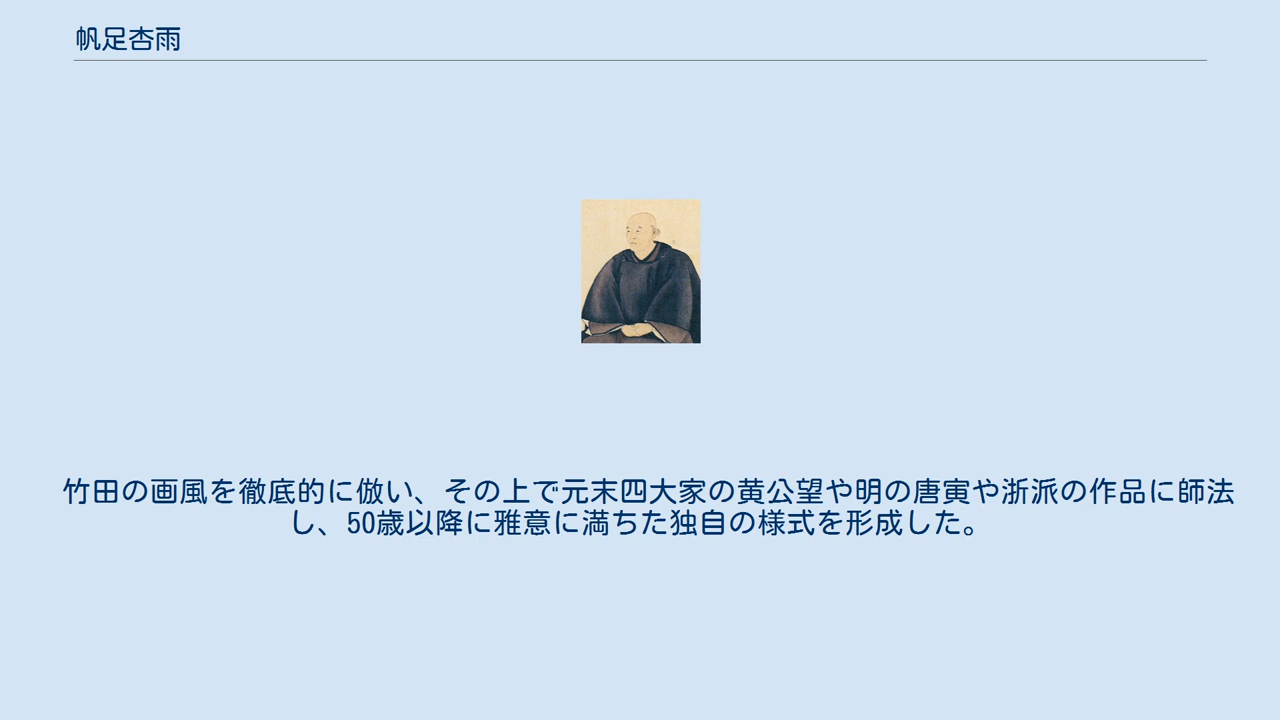 帆足杏雨
竹田の画風を徹底的に倣い、その上で元末四大家の黄公望や明の唐寅や浙派の作品に師法
し、50歳以降に雅意に満ちた独自の様式を形成した。